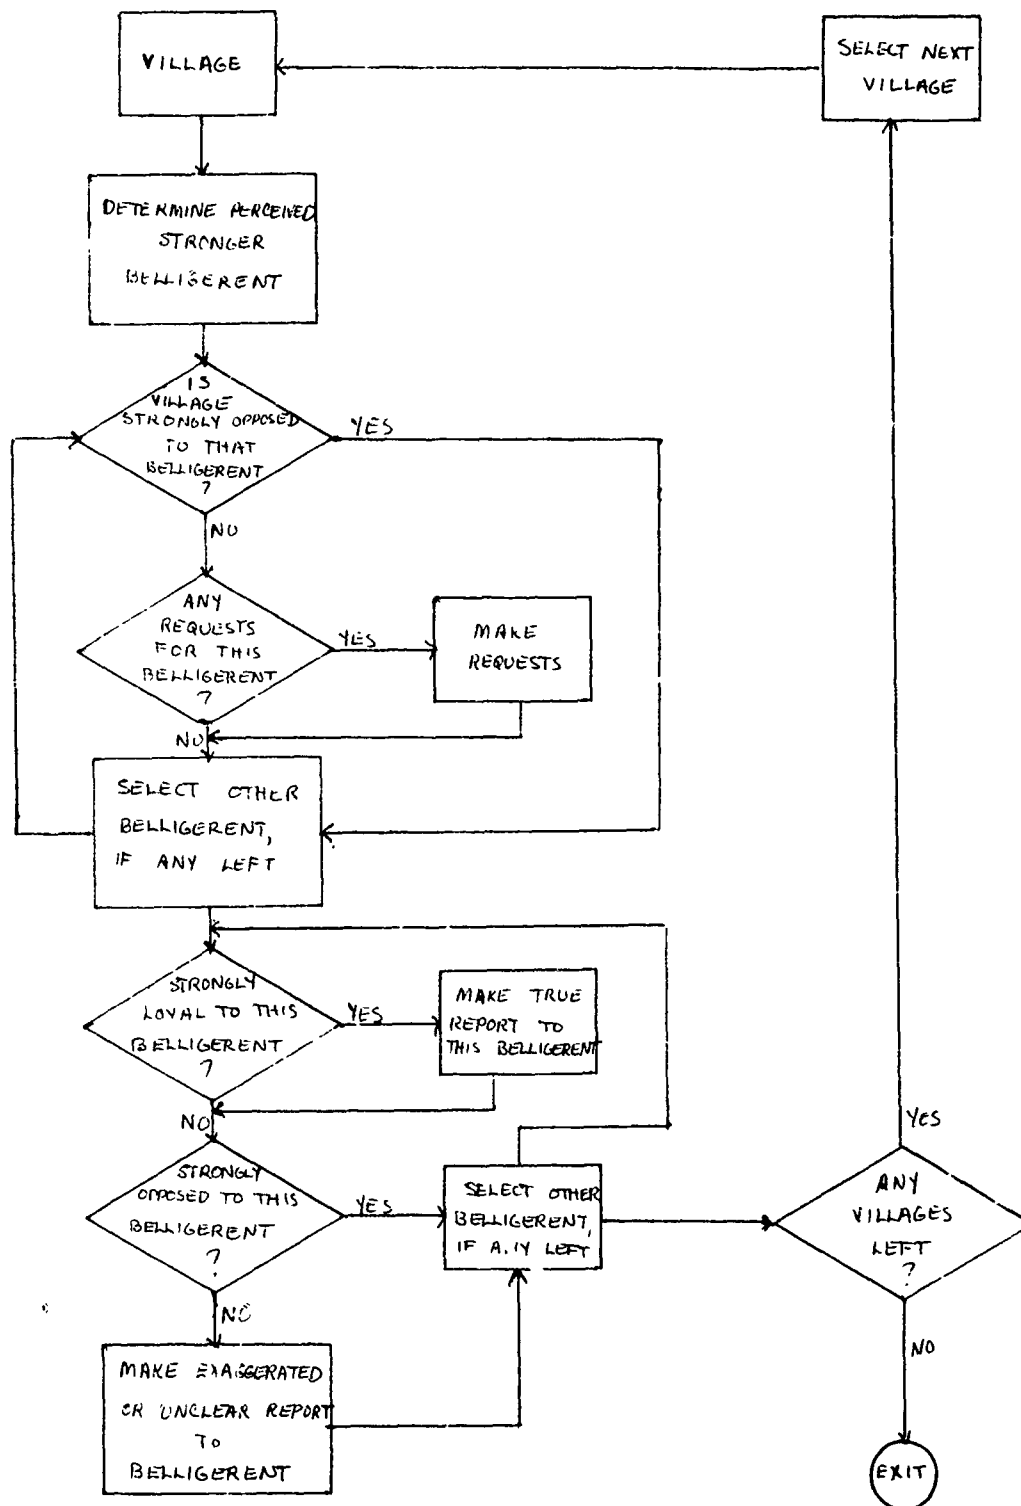 VILLAGE
SELECT NEXT
VILLAGE
DETERMINE PERCEIVED
STRONGER
BELLIGERENT
IS
VILLAGE
STRONGLY OPPOSED
TO THAT
BELLIGERENT
?
YES
NO
ANY
REQUESTS
FOR THIS
BELLIGERENT
?
YES
MAKE
REQUESTS
NO
SELECT OTHER
BELLIGERENT,
IF ANY LEFT
STRONGLY
LOYAL TO THIS
BELLIGERENT
?
YES
MAKE TRUE
REPORT TO
THIS BELLIGERENT
NO
STRONGLY
OPPOSED TO THIS
BELLIGERENT
?
YES
SELECT OTHER
BELLIGERENT,
IF ANY LEFT
YES
ANY
VILLAGES
LEFT
?
NO
NO
MAKE EXAGGERATED
OR UNCLEAR REPORT
TO
BELLIGERENT
EXIT